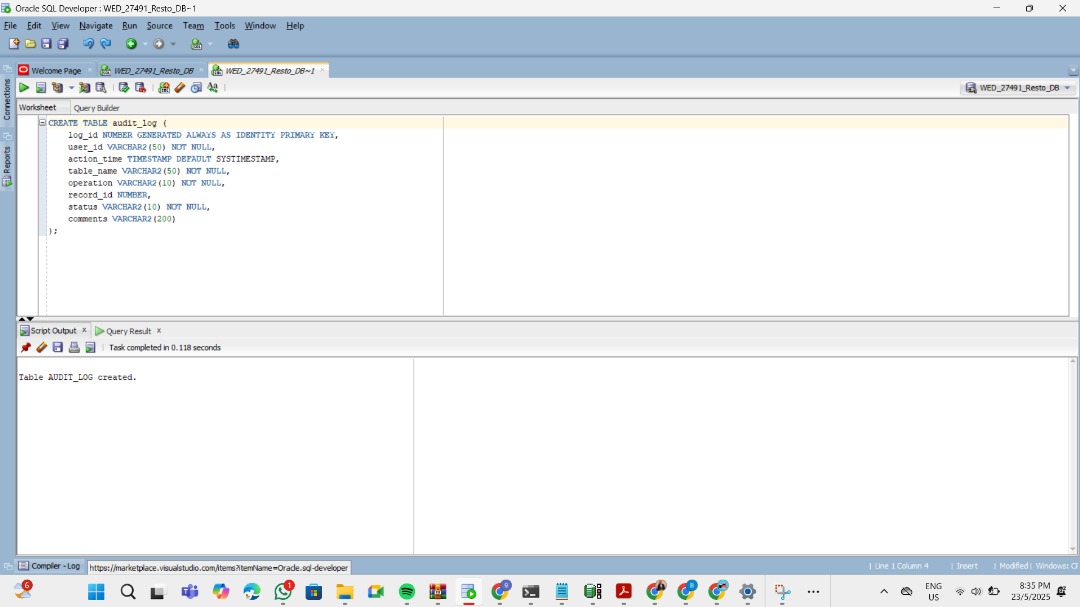 Oracle SQL Developer : WED_27491_Resto_DB~1
File Edit View Navigate Run Source Team Tools Window Help
Welcome Page WED_27491_Resto_DB WED_27491_Resto_DB~1
WED_27491_Resto_DB
Connections
Reports
Worksheet Query Builder
CREATE TABLE audit_log (
log_id NUMBER GENERATED ALWAYS AS IDENTITY PRIMARY KEY,
user_id VARCHAR2(50) NOT NULL,
action_time TIMESTAMP DEFAULT SYSTIMESTAMP,
table_name VARCHAR2(50) NOT NULL,
operation VARCHAR2(10) NOT NULL,
record_id NUMBER,
status VARCHAR2(10) NOT NULL,
comments VARCHAR2(200)
);
Script Output x Query Result x
Task completed in 0.118 seconds
Table AUDIT_LOG created.
Compiler - Log https://marketplace.visualstudio.com/items?itemName=Oracle.sql-developer
Line 1 Column 4 Insert Modified Windows: CF
6
1
9
ENG
US
8:35 PM
23/5/2025